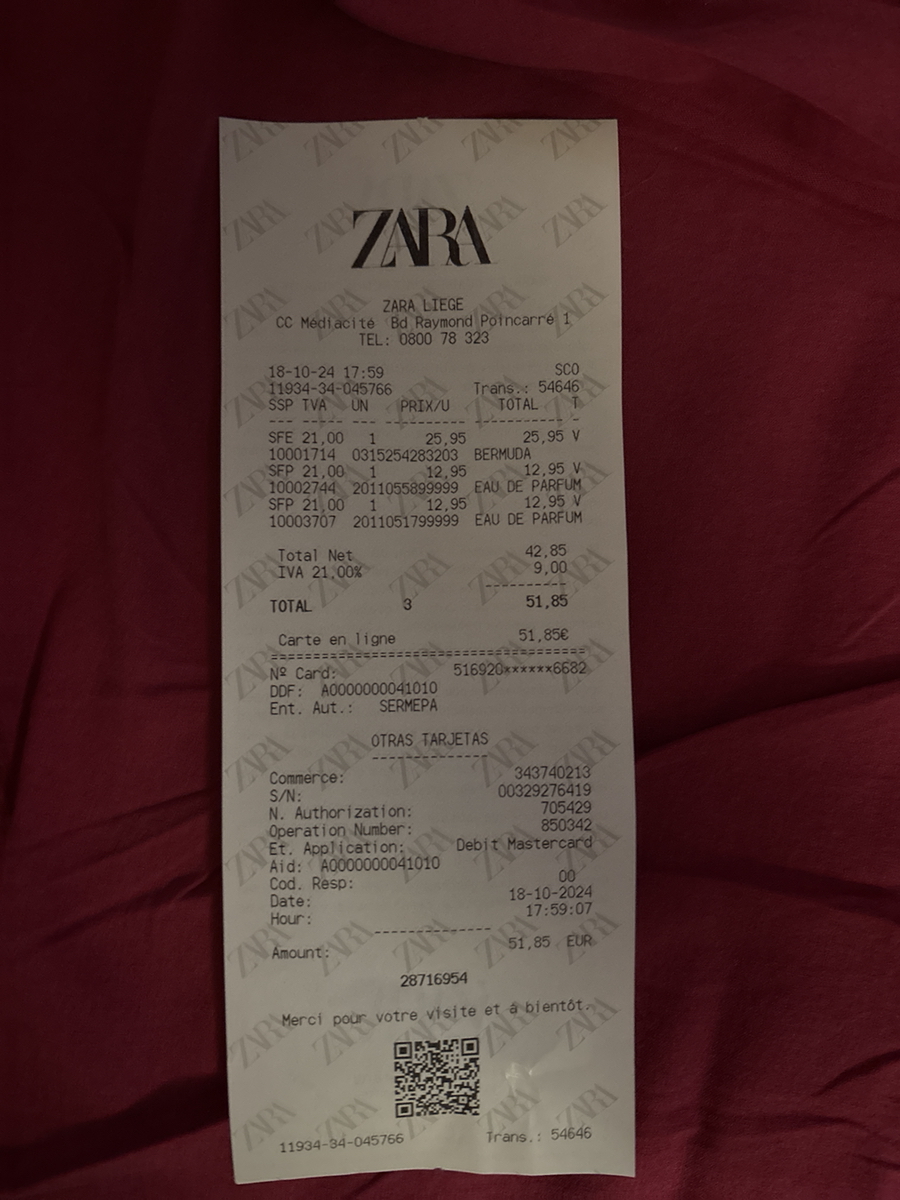 ZARA
ZARA LIEGE
CC Médiacité Bd Raymond Poincarré 1
TEL: 0800 78 323
18-10-24 17:59 SCO
11934-34-045766 Trans.: 54646
SSP TVA UN PRIX/U TOTAL T
--- ----- --- ---------- ------------- -
SFE 21,00 1 25,95 25,95 V
10001714 03152542832​03 BERMUDA
SFP 21,00 1 12,95 12,95 V
10002744 2011055899999 EAU DE PARFUM
SFP 21,00 1 12,95 12,95 V
10003707 2011051799999 EAU DE PARFUM
Total Net 42,85
IVA 21,00% 9,00
----------
TOTAL 3 51,85
Carte en ligne 51,85€
======================================
Nº Card: 516920******6682
DDF: A0000000041010
Ent. Aut.: SERMEPA
OTRAS TARJETAS
--------------
Commerce: 343740213
S/N: 00329276419
N. Authorization: 705429
Operation Number: 850342
Et. Application: Debit Mastercard
Aid: A0000000041010
Cod. Resp: 00
Date: 18-10-2024
Hour: 17:59:07
--------------
Amount: 51,85 EUR
28716954
Merci pour votre visite et à bientôt.
11934-34-045766 Trans.: 54646